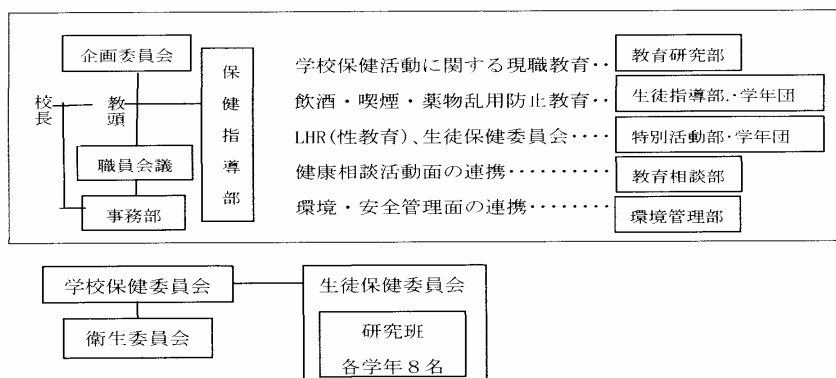 企画委員会
校長
教頭
職員会議
事務部
保健指導部
学校保健活動に関する現職教育‥
教育研究部
飲酒・喫煙・薬物乱用防止教育‥
生徒指導部,・学年団
LHR(性教育)、生徒保健委員会‥‥
特別活動部・学年団
健康相談活動面の連携‥‥‥‥‥
教育相談部
環境・安全管理面の連携‥‥‥‥
環境管理部
学校保健委員会
衛生委員会
生徒保健委員会
研究班
各学年8名